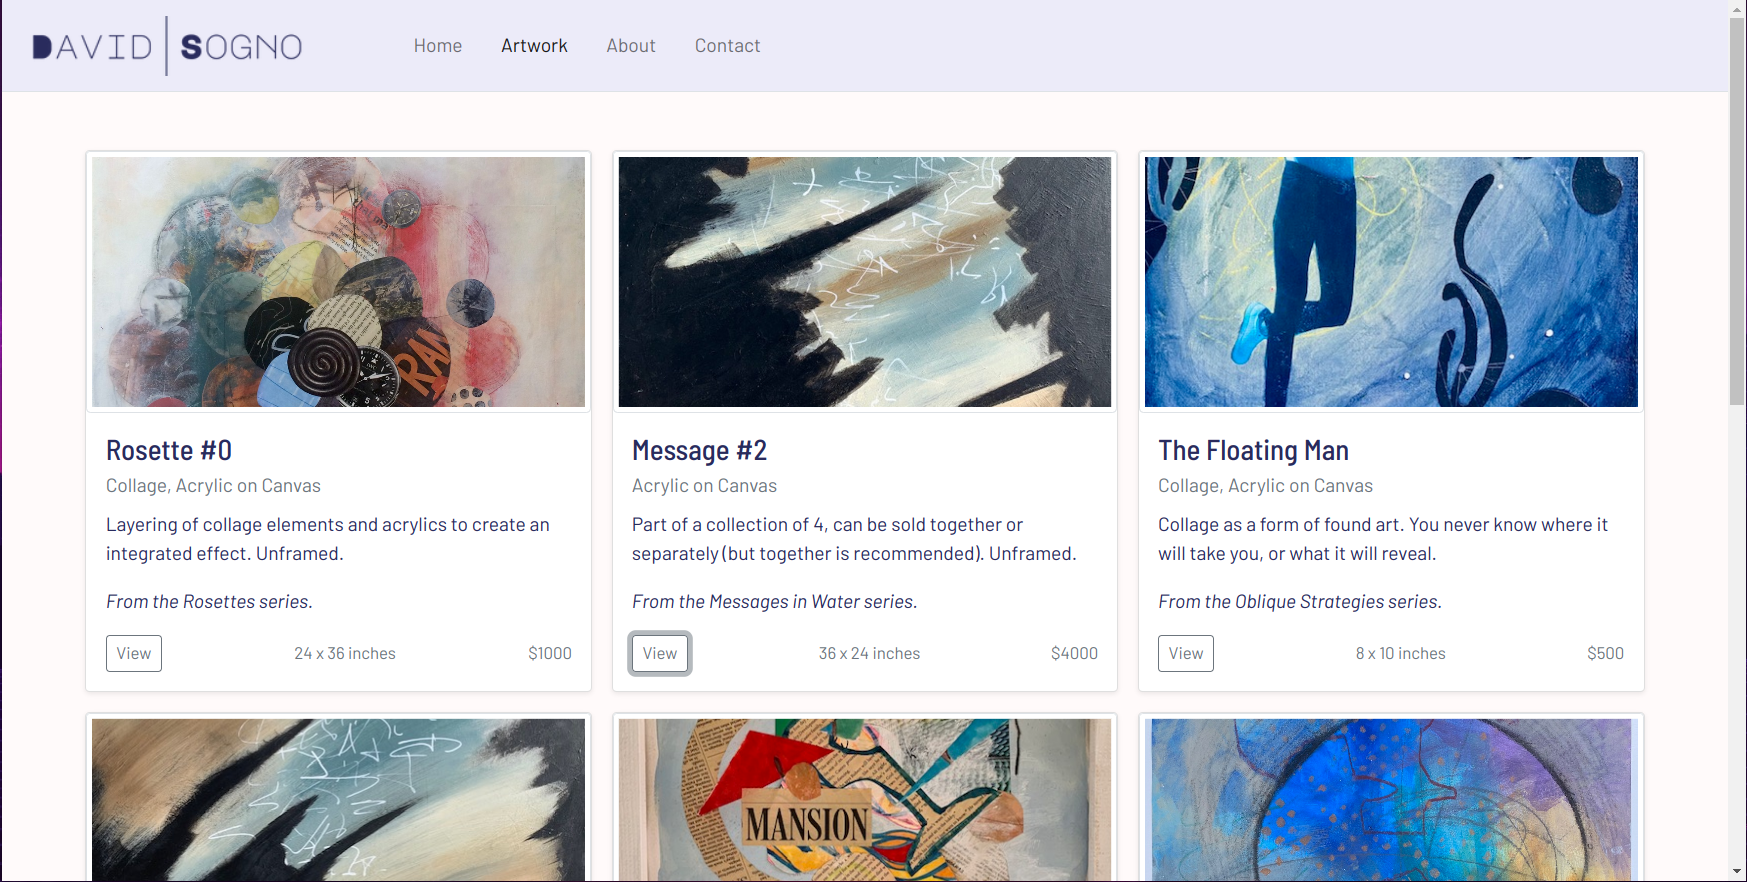 DAVID SOGNO
Home
Artwork
About
Contact
RAN
Rosette #0
Collage, Acrylic on Canvas
Layering of collage elements and acrylics to create an
integrated effect. Unframed.
From the Rosettes series.
View
24 x 36 inches
$1000
Message #2
Acrylic on Canvas
Part of a collection of 4, can be sold together or
separately (but together is recommended). Unframed.
From the Messages in Water series.
View
36 x 24 inches
$4000
The Floating Man
Collage, Acrylic on Canvas
Collage as a form of found art. You never know where it
will take you, or what it will reveal.
From the Oblique Strategies series.
View
8 x 10 inches
$500
MANSION